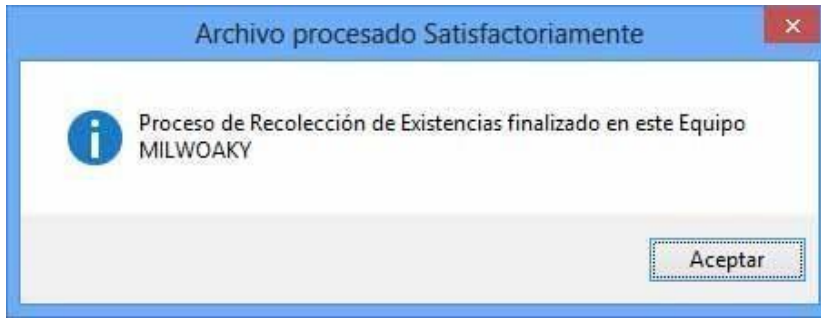 Archivo procesado Satisfactoriamente
Proceso de Recolección de Existencias finalizado en este Equipo
MILWOAKY
Aceptar